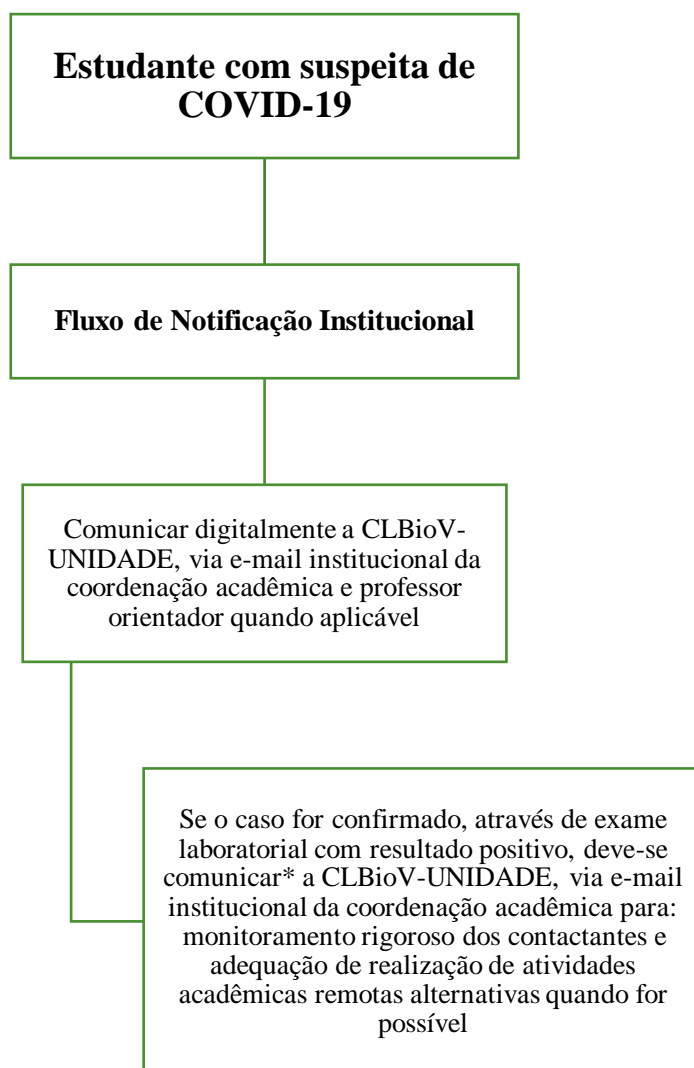 Estudante com suspeita de
COVID-19
Fluxo de Notificação Institucional
Comunicar digitalmente a CLBioV-
UNIDADE, via e-mail institucional da
coordenação acadêmica e professor
orientador quando aplicável
Se o caso for confirmado, através de exame
laboratorial com resultado positivo, deve-se
comunicar* a CLBioV-UNIDADE, via e-mail
institucional da coordenação acadêmica para:
monitoramento rigoroso dos contactantes e
adequação de realização de atividades
acadêmicas remotas alternativas quando for
possível